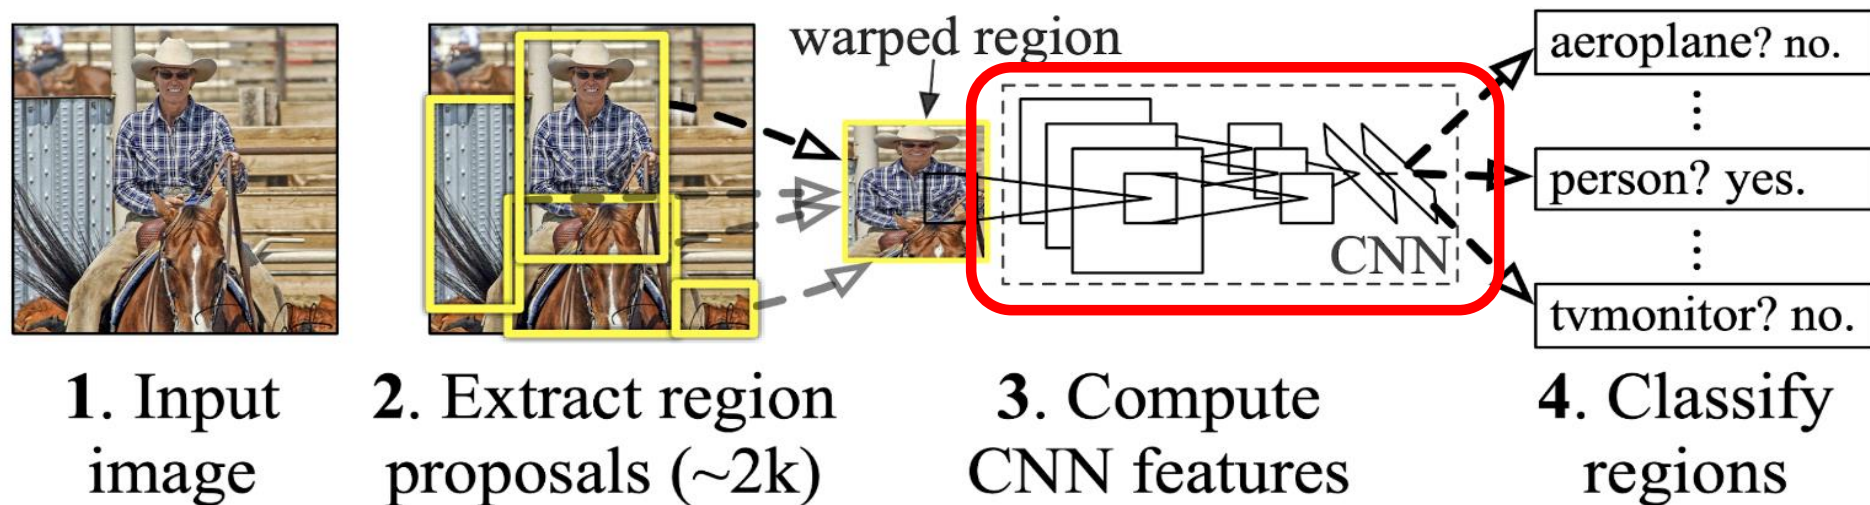 warped region
aeroplane? no.
person? yes.
CNN
tvmonitor? no.
1. Input
image
2. Extract region
proposals (~2k)
3. Compute
CNN features
4. Classify
regions